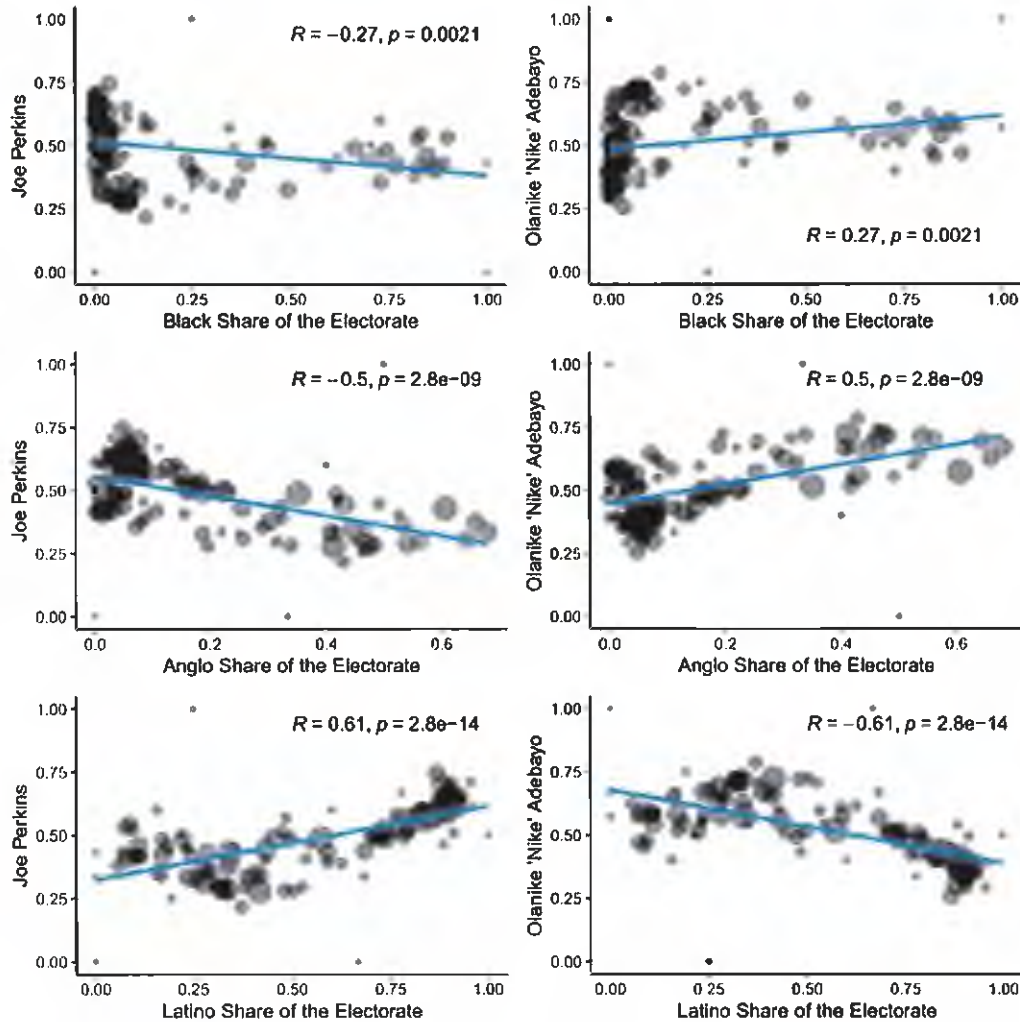 1.00
0.75
0.50
0.25
0.00
Joe Perkins
R = −0.27, p = 0.0021
0.00 0.25 0.50 0.75 1.00
Black Share of the Electorate
1.00
0.75
0.50
0.25
0.00
Olanike 'Nike' Adebayo
R = 0.27, p = 0.0021
0.00 0.25 0.50 0.75 1.00
Black Share of the Electorate
1.00
0.75
0.50
0.25
0.00
Joe Perkins
R = −0.5, p = 2.8e−09
0.0 0.2 0.4 0.6
Anglo Share of the Electorate
1.00
0.75
0.50
0.25
0.00
Olanike 'Nike' Adebayo
R = 0.5, p = 2.8e−09
0.0 0.2 0.4 0.6
Anglo Share of the Electorate
1.00
0.75
0.50
0.25
0.00
Joe Perkins
R = 0.61, p = 2.8e−14
0.00 0.25 0.50 0.75 1.00
Latino Share of the Electorate
1.00
0.75
0.50
0.25
0.00
Olanike 'Nike' Adebayo
R = −0.61, p = 2.8e−14
0.00 0.25 0.50 0.75 1.00
Latino Share of the Electorate